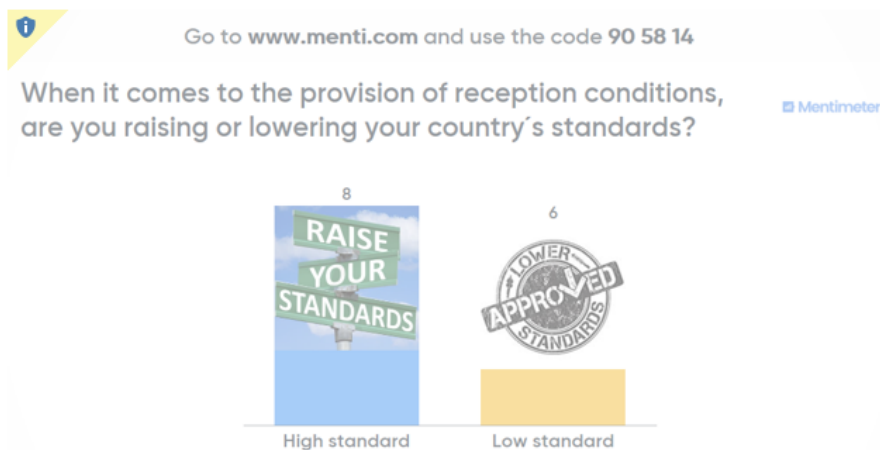 Go to www.menti.com and use the code 90 58 14
When it comes to the provision of reception conditions,
are you raising or lowering your country´s standards?
Mentimeter
8
6
RAISE
YOUR
STANDARDS
LOWER
APPROVED
STANDARDS
High standard
Low standard